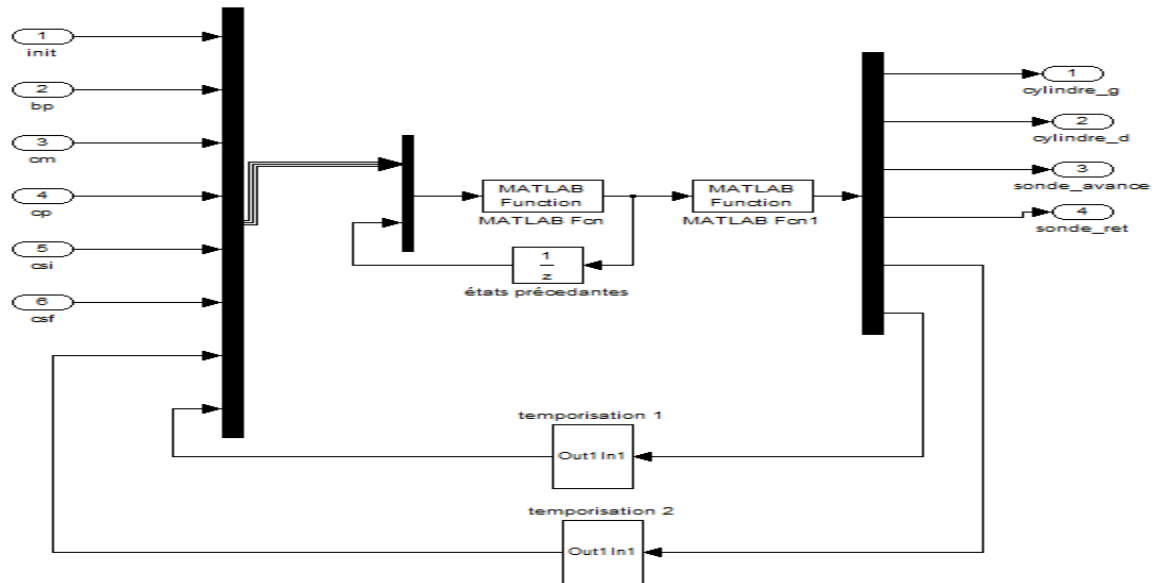 1
init
bp
2
cm
3
cp
4
csi
5
csf
6
MATLAB
Function
MATLAB Fcn
MATLAB
Function
MATLAB Fcn1
1
z
états précedantes
1
cylindre_g
2
cylindre_d
3
sonde_avance
4
sonde_ret
temporisation 1
Out1 In1
temporisation 2
Out1 In1